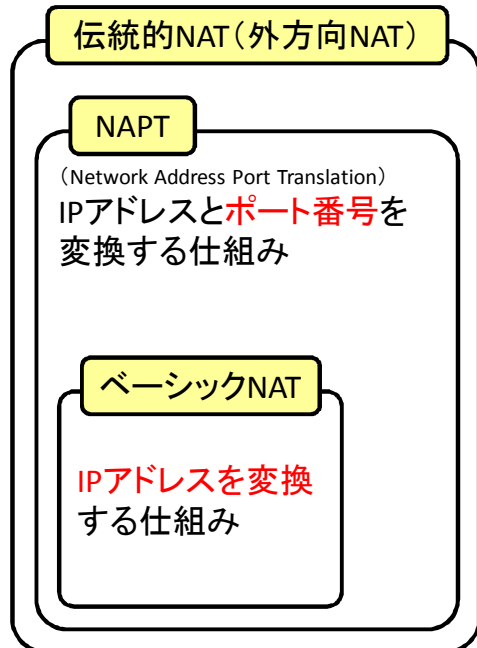 伝統的NAT(外方向NAT)
NAPT
(Network Address Port Translation)
IPアドレスとポート番号を
変換する仕組み
ベーシックNAT
IPアドレスを変換
する仕組み